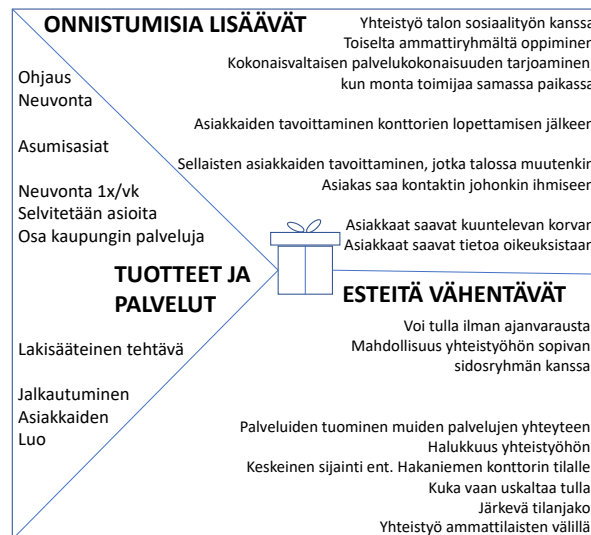 ONNISTUMISIA LISÄÄVÄT
Yhteistyö talon sosiaalityön kanssa
Toiselta ammattiryhmältä oppiminen
Kokonaisvaltaisen palvelukokonaisuuden tarjoaminen,
kun monta toimijaa samassa paikassa
Asiakkaiden tavoittaminen konttorien lopettamisen jälkeen
Sellaisten asiakkaiden tavoittaminen, jotka talossa muutenkin
Asiakas saa kontaktin johonkin ihmiseen
Asiakkaat saavat kuuntelevan korvan
Asiakkaat saavat tietoa oikeuksistaan
Ohjaus
Neuvonta
Asumisasiat
Neuvonta 1x/vk
Selvitetään asioita
Osa kaupungin palveluja
TUOTTEET JA
PALVELUT
Lakisääteinen tehtävä
Jalkautuminen
Asiakkaiden
Luo
ESTEITÄ VÄHENTÄVÄT
Voi tulla ilman ajanvarausta
Mahdollisuus yhteistyöhön sopivan
sidosryhmän kanssa
Palveluiden tuominen muiden palvelujen yhteyteen
Halukkuus yhteistyöhön
Keskeinen sijainti ent. Hakaniemen konttorin tilalle
Kuka vaan uskaltaa tulla
Järkevä tilanjako
Yhteistyö ammattilaisten välillä